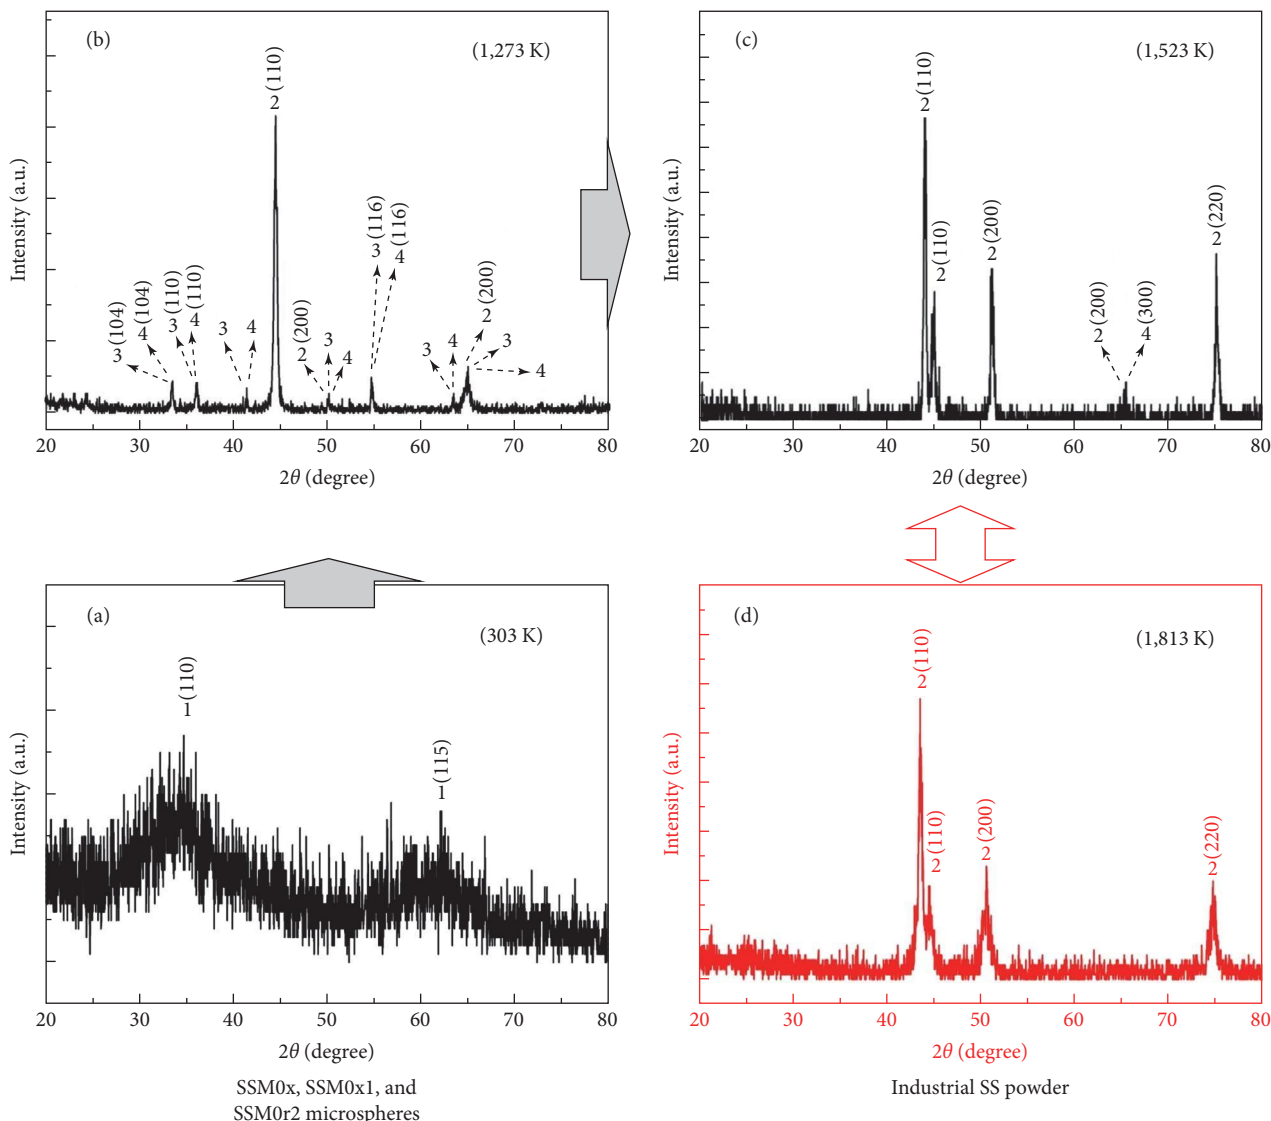 (b)
(1,273 K)
Intensity (a.u.)
3 (104)
4 (104)
3 (110)
4 (110)
3
4
2 (110)
2 (200)
3
4
3 (116)
4 (116)
3
4
2 (200)
3
4
20 30 40 50 60 70 80
2θ (degree)
(c)
(1,523 K)
Intensity (a.u.)
2 (110)
2 (110)
2 (200)
2 (200)
4 (300)
2 (220)
20 30 40 50 60 70 80
2θ (degree)
(a)
(303 K)
Intensity (a.u.)
1 (110)
1 (115)
20 30 40 50 60 70 80
2θ (degree)
SSM0x, SSM0x1, and
SSM0r2 microspheres
(d)
(1,813 K)
Intensity (a.u.)
2 (110)
2 (110)
2 (200)
2 (220)
20 30 40 50 60 70 80
2θ (degree)
Industrial SS powder